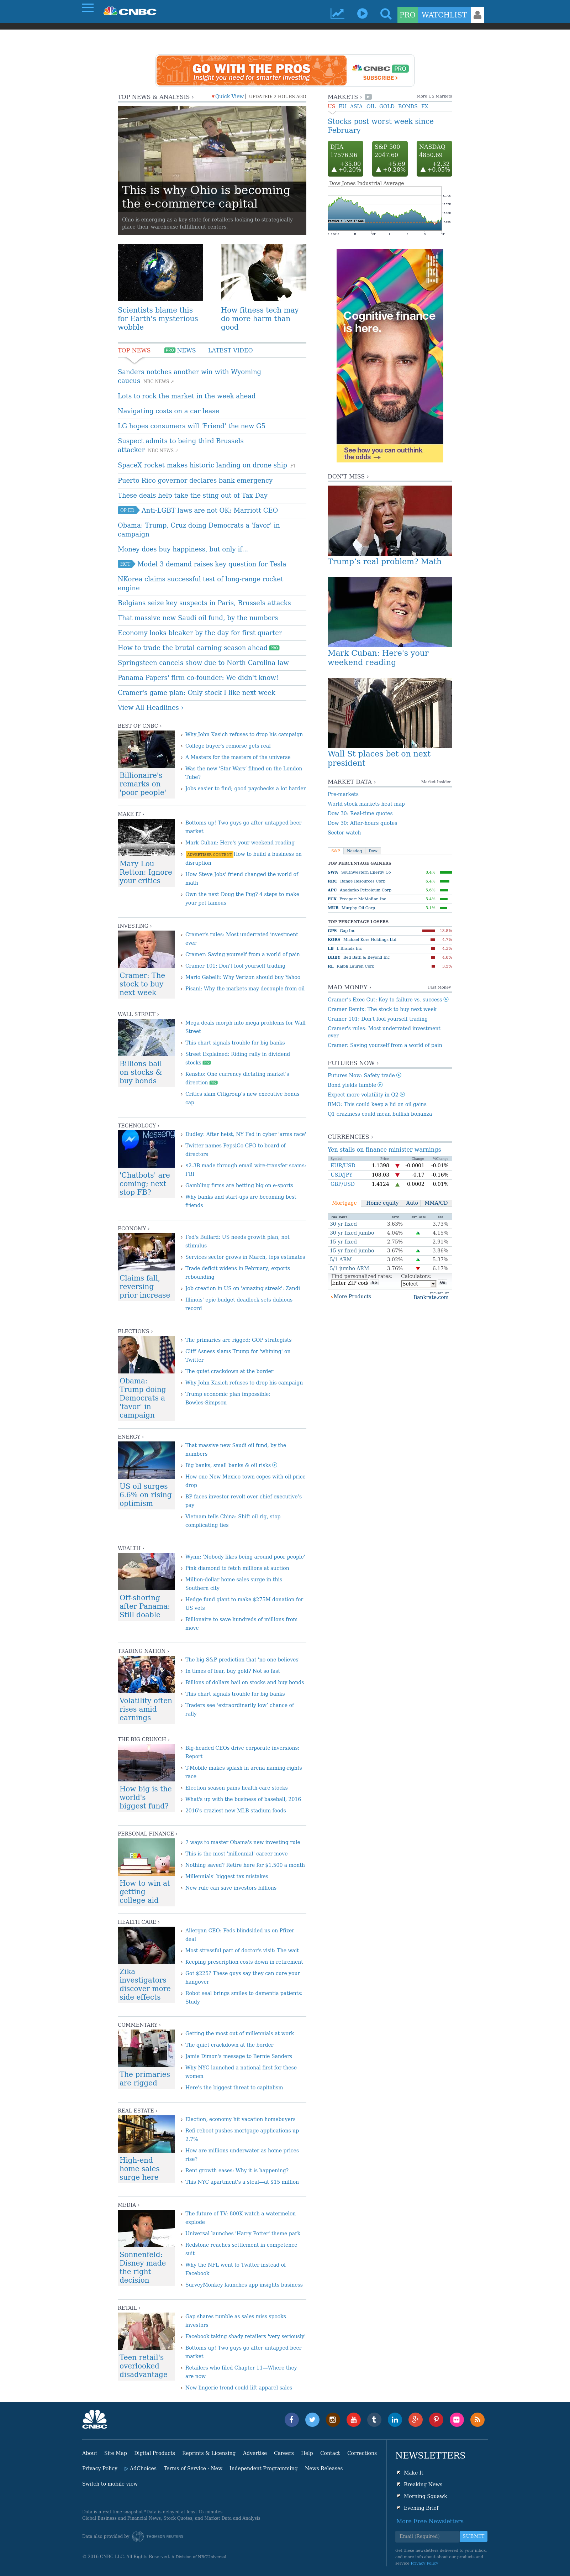 CNBC
PRO WATCHLIST
GO WITH THE PROS
Insight you need for smarter investing
CNBC PRO
SUBSCRIBE
TOP NEWS & ANALYSIS ›
Quick View | UPDATED: 2 HOURS AGO
This is why Ohio is becoming
the e-commerce capital
Ohio is emerging as a key state for retailers looking to strategically
place their warehouse fulfillment centers.
Scientists blame this
for Earth's mysterious
wobble
How fitness tech may
do more harm than
good
TOP NEWS PRO NEWS LATEST VIDEO
Sanders notches another win with Wyoming
caucus NBC NEWS
Lots to rock the market in the week ahead
Navigating costs on a car lease
LG hopes consumers will 'Friend' the new G5
Suspect admits to being third Brussels
attacker NBC NEWS
SpaceX rocket makes historic landing on drone ship FT
Puerto Rico governor declares bank emergency
These deals help take the sting out of Tax Day
OP ED Anti-LGBT laws are not OK: Marriott CEO
Obama: Trump, Cruz doing Democrats a 'favor' in
campaign
Money does buy happiness, but only if...
HOT Model 3 demand raises key question for Tesla
NKorea claims successful test of long-range rocket
engine
Belgians seize key suspects in Paris, Brussels attacks
That massive new Saudi oil fund, by the numbers
Economy looks bleaker by the day for first quarter
How to trade the brutal earning season ahead PRO
Springsteen cancels show due to North Carolina law
Panama Papers' firm co-founder: We didn't know!
Cramer's game plan: Only stock I like next week
View All Headlines ›
BEST OF CNBC ›
Billionaire's
remarks on
'poor people'
Why John Kasich refuses to drop his campaign
College buyer's remorse gets real
A Masters for the masters of the universe
Was the new 'Star Wars' filmed on the London
Tube?
Jobs easier to find; good paychecks a lot harder
MAKE IT ›
Mary Lou
Retton: Ignore
your critics
Bottoms up! Two guys go after untapped beer
market
Mark Cuban: Here's your weekend reading
ADVERTISER CONTENT How to build a business on
disruption
How Steve Jobs' friend changed the world of
math
Own the next Doug the Pug? 4 steps to make
your pet famous
INVESTING ›
Cramer: The
stock to buy
next week
Cramer's rules: Most underrated investment
ever
Cramer: Saving yourself from a world of pain
Cramer 101: Don't fool yourself trading
Mario Gabelli: Why Verizon should buy Yahoo
Pisani: Why the markets may decouple from oil
WALL STREET ›
Billions bail
on stocks &
buy bonds
Mega deals morph into mega problems for Wall
Street
This chart signals trouble for big banks
Street Explained: Riding rally in dividend
stocks PRO
Kensho: One currency dictating market's
direction PRO
Critics slam Citigroup's new executive bonus
cap
TECHNOLOGY ›
'Chatbots' are
coming; next
stop FB?
Dudley: After heist, NY Fed in cyber 'arms race'
Twitter names PepsiCo CFO to board of
directors
$2.3B made through email wire-transfer scams:
FBI
Gambling firms are betting big on e-sports
Why banks and start-ups are becoming best
friends
ECONOMY ›
Claims fall,
reversing
prior increase
Fed's Bullard: US needs growth plan, not
stimulus
Services sector grows in March, tops estimates
Trade deficit widens in February; exports
rebounding
Job creation in US on 'amazing streak': Zandi
Illinois' epic budget deadlock sets dubious
record
ELECTIONS ›
Obama:
Trump doing
Democrats a
'favor' in
campaign
The primaries are rigged: GOP strategists
Cliff Asness slams Trump for 'whining' on
Twitter
The quiet crackdown at the border
Why John Kasich refuses to drop his campaign
Trump economic plan impossible:
Bowles-Simpson
ENERGY ›
US oil surges
6.6% on rising
optimism
That massive new Saudi oil fund, by the
numbers
Big banks, small banks & oil risks
How one New Mexico town copes with oil price
drop
BP faces investor revolt over chief executive's
pay
Vietnam tells China: Shift oil rig, stop
complicating ties
WEALTH ›
Off-shoring
after Panama:
Still doable
Wynn: 'Nobody likes being around poor people'
Pink diamond to fetch millions at auction
Million-dollar home sales surge in this
Southern city
Hedge fund giant to make $275M donation for
US vets
Billionaire to save hundreds of millions from
move
TRADING NATION ›
Volatility often
rises amid
earnings
The big S&P prediction that 'no one believes'
In times of fear, buy gold? Not so fast
Billions of dollars bail on stocks and buy bonds
This chart signals trouble for big banks
Traders see 'extraordinarily low' chance of
rally
THE BIG CRUNCH ›
How big is the
world's
biggest fund?
Big-headed CEOs drive corporate inversions:
Report
T-Mobile makes splash in arena naming-rights
race
Election season pains health-care stocks
What's up with the business of baseball, 2016
2016's craziest new MLB stadium foods
PERSONAL FINANCE ›
How to win at
getting
college aid
7 ways to master Obama's new investing rule
This is the most 'millennial' career move
Nothing saved? Retire here for $1,500 a month
Millennials' biggest tax mistakes
New rule can save investors billions
HEALTH CARE ›
Zika
investigators
discover more
side effects
Allergan CEO: Feds blindsided us on Pfizer
deal
Most stressful part of doctor's visit: The wait
Keeping prescription costs down in retirement
Got $225? These guys say they can cure your
hangover
Robot seal brings smiles to dementia patients:
Study
COMMENTARY ›
The primaries
are rigged
Getting the most out of millennials at work
The quiet crackdown at the border
Jamie Dimon's message to Bernie Sanders
Why NYC launched a national first for these
women
Here's the biggest threat to capitalism
REAL ESTATE ›
High-end
home sales
surge here
Election, economy hit vacation homebuyers
Refi reboot pushes mortgage applications up
2.7%
How are millions underwater as home prices
rise?
Rent growth eases: Why it is happening?
This NYC apartment's a steal—at $15 million
MEDIA ›
Sonnenfeld:
Disney made
the right
decision
The future of TV: 800K watch a watermelon
explode
Universal launches 'Harry Potter' theme park
Redstone reaches settlement in competence
suit
Why the NFL went to Twitter instead of
Facebook
SurveyMonkey launches app insights business
RETAIL ›
Teen retail's
overlooked
disadvantage
Gap shares tumble as sales miss spooks
investors
Facebook taking shady retailers 'very seriously'
Bottoms up! Two guys go after untapped beer
market
Retailers who filed Chapter 11—Where they
are now
New lingerie trend could lift apparel sales
MARKETS ›
More US Markets
US EU ASIA OIL GOLD BONDS FX
Stocks post worst week since
February
DJIA
17576.96
+35.00
+0.20%
S&P 500
2047.60
+5.69
+0.28%
NASDAQ
4850.69
+2.32
+0.05%
Dow Jones Industrial Average
Cognitive finance
is here.
See how you can outthink
the odds →
DON'T MISS ›
Trump's real problem? Math
Mark Cuban: Here's your
weekend reading
Wall St places bet on next
president
MARKET DATA ›
Market Insider
Pre-markets
World stock markets heat map
Dow 30: Real-time quotes
Dow 30: After-hours quotes
Sector watch
S&P Nasdaq Dow
TOP PERCENTAGE GAINERS
SWN Southwestern Energy Co 8.4%
RRC Range Resources Corp 6.4%
APC Anadarko Petroleum Corp 5.6%
FCX Freeport-McMoRan Inc 5.4%
MUR Murphy Oil Corp 5.1%
TOP PERCENTAGE LOSERS
GPS Gap Inc 13.8%
KORS Michael Kors Holdings Ltd 4.7%
LB L Brands Inc 4.3%
BBBY Bed Bath & Beyond Inc 4.0%
RL Ralph Lauren Corp 3.5%
MAD MONEY ›
Fast Money
Cramer's Exec Cut: Key to failure vs. success
Cramer Remix: The stock to buy next week
Cramer 101: Don't fool yourself trading
Cramer's rules: Most underrated investment
ever
Cramer: Saving yourself from a world of pain
FUTURES NOW ›
Futures Now: Safety trade
Bond yields tumble
Expect more volatility in Q2
BMO: This could keep a lid on oil gains
Q1 craziness could mean bullish bonanza
CURRENCIES ›
Yen stalls on finance minister warnings
Symbol Price Change %Change
EUR/USD 1.1398 -0.0001 -0.01%
USD/JPY 108.03 -0.17 -0.16%
GBP/USD 1.4124 0.0002 0.01%
Mortgage Home equity Auto MMA/CD
LOAN TYPES RATE LAST WEEK APR
30 yr fixed 3.63% — 3.73%
30 yr fixed jumbo 4.04% 4.15%
15 yr fixed 2.75% — 2.91%
15 yr fixed jumbo 3.67% 3.86%
5/1 ARM 3.02% 5.37%
5/1 jumbo ARM 3.76% 6.17%
Find personalized rates: Calculators:
Enter ZIP cod Go Select Go
› More Products
Bankrate.com
CNBC
About Site Map Digital Products Reprints & Licensing Advertise Careers Help Contact Corrections
Privacy Policy AdChoices Terms of Service - New Independent Programming News Releases
Switch to mobile view
Data is a real-time snapshot *Data is delayed at least 15 minutes
Global Business and Financial News, Stock Quotes, and Market Data and Analysis
Data also provided by THOMSON REUTERS
© 2016 CNBC LLC. All Rights Reserved. A Division of NBCUniversal
NEWSLETTERS
Make It
Breaking News
Morning Squawk
Evening Brief
More Free Newsletters
Email (Required) SUBMIT
Get these newsletters delivered to your inbox,
and more info about about our products and
service Privacy Policy